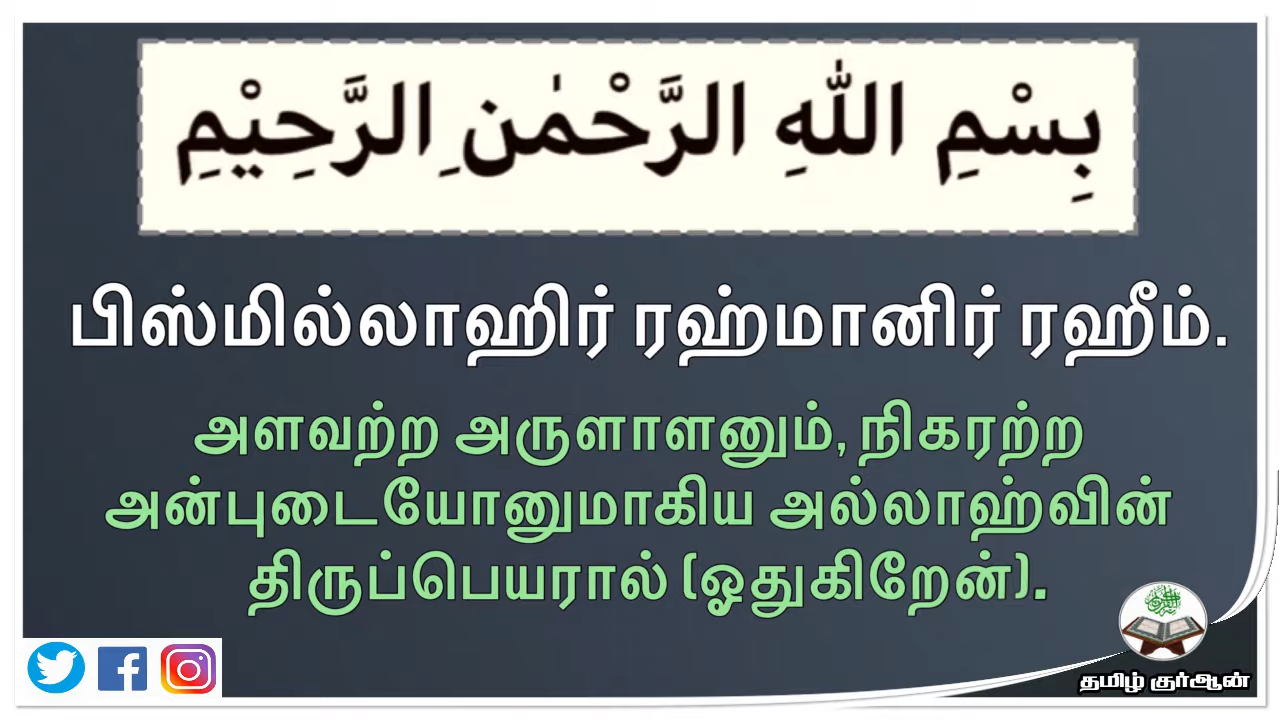 بِسْمِ اللّٰهِ الرَّحْمٰنِ الرَّحِيْمِ
பிஸ்மில்லாஹிர் ரஹ்மானிர் ரஹீம்.
அளவற்ற அருளாளனும், நிகரற்ற
அன்புடையோனுமாகிய அல்லாஹ்வின்
திருப்பெயரால் (ஓதுகிறேன்).
தமிழ் குர்ஆன்